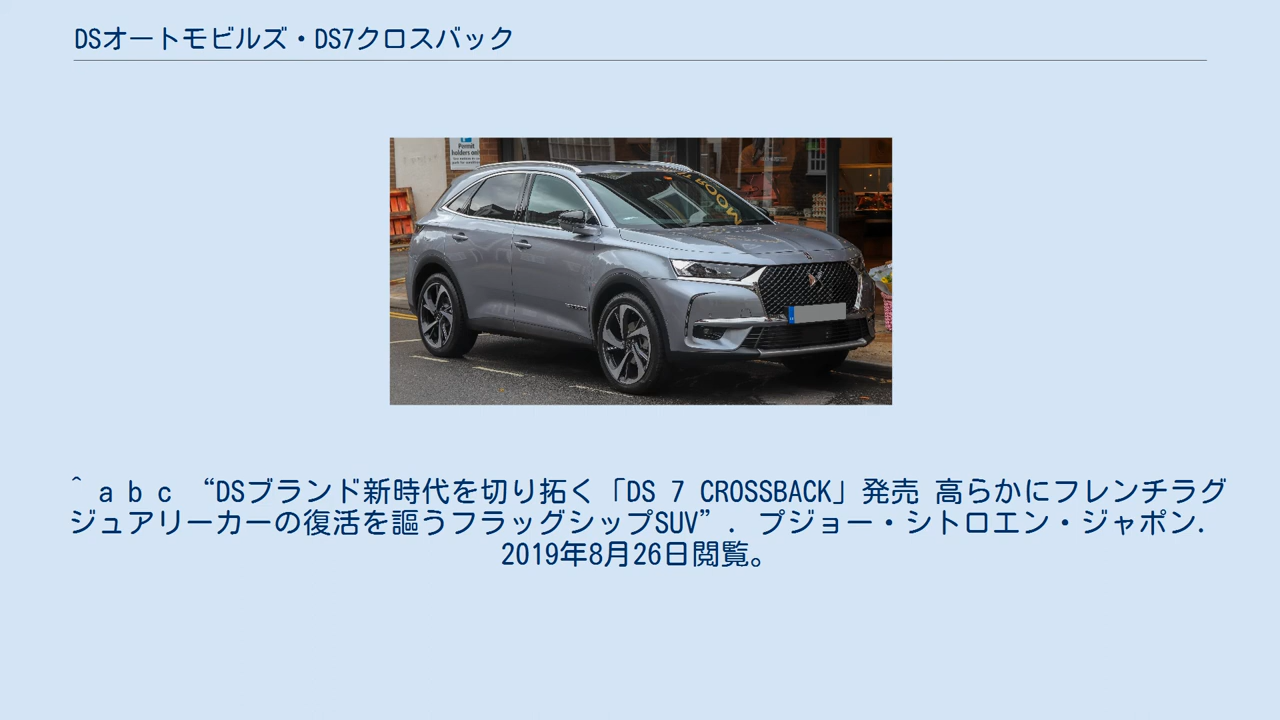 DSオートモビルズ・DS7クロスバック
Permit
holders only
^ a b c “DSブランド新時代を切り拓く「DS 7 CROSSBACK」発売 高らかにフレンチラグ
ジュアリーカーの復活を謳うフラッグシップSUV”. プジョー・シトロエン・ジャポン.
2019年8月26日閲覧。